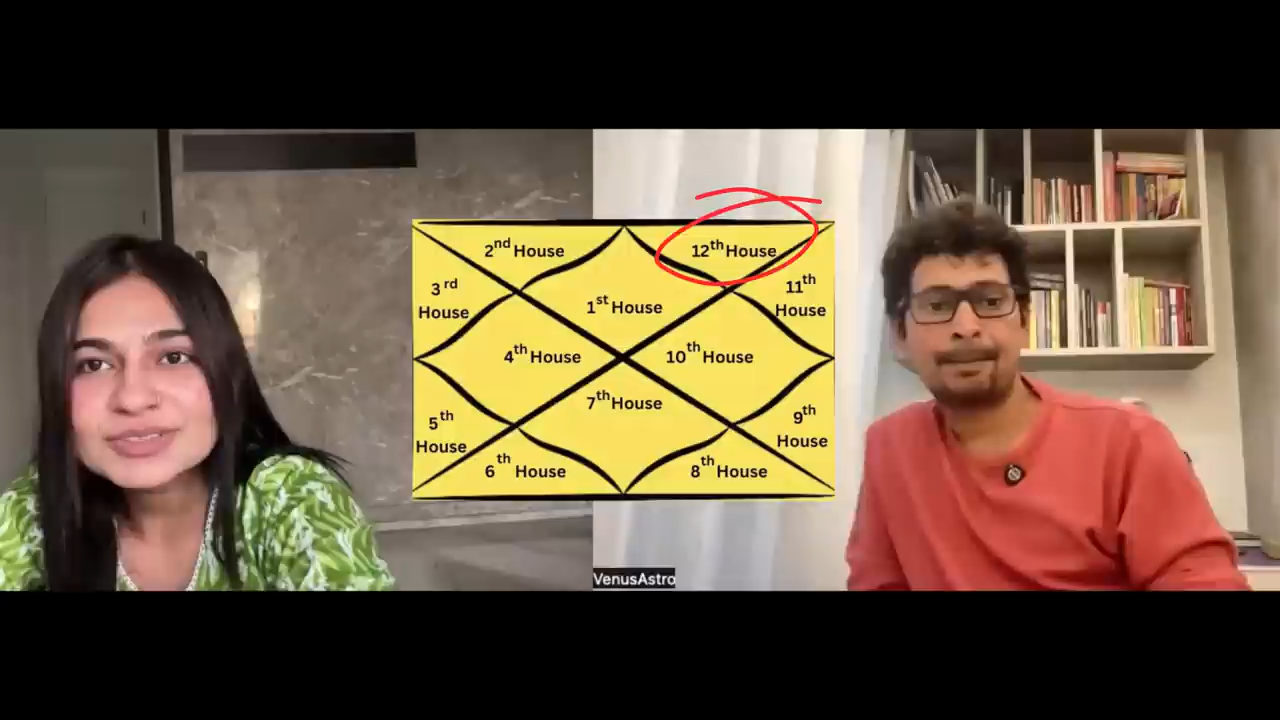 2nd House
12th House
3rd
House
1st House
11th
House
4th House
10th House
7th House
5th
House
9th
House
6th House
8th House
VenusAstro